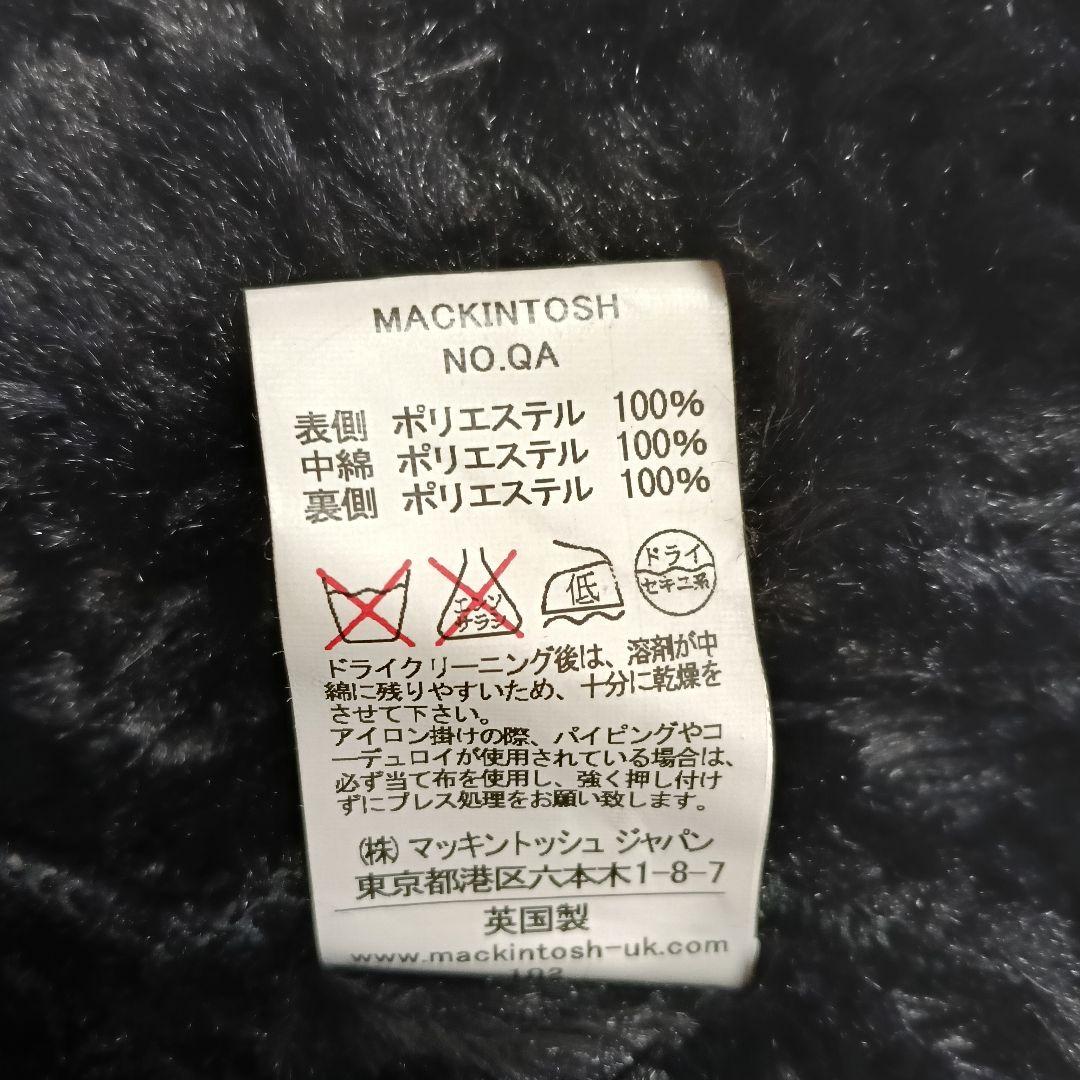 MACKINTOSH
NO.QA
表側 ポリエステル 100%
中綿 ポリエステル 100%
裏側 ポリエステル 100%
エンソ
サラシ
低
ドライ
セキユ系
ドライクリーニング後は、溶剤が中
綿に残りやすいため、十分に乾燥を
させて下さい。
アイロン掛けの際、パイピングやコ
ーデュロイが使用されている場合は、
必ず当て布を使用し、強く押し付け
ずにプレス処理をお願い致します。
(株) マッキントッシュ ジャパン
東京都港区六本木1-8-7
英国製
www.mackintosh-uk.com